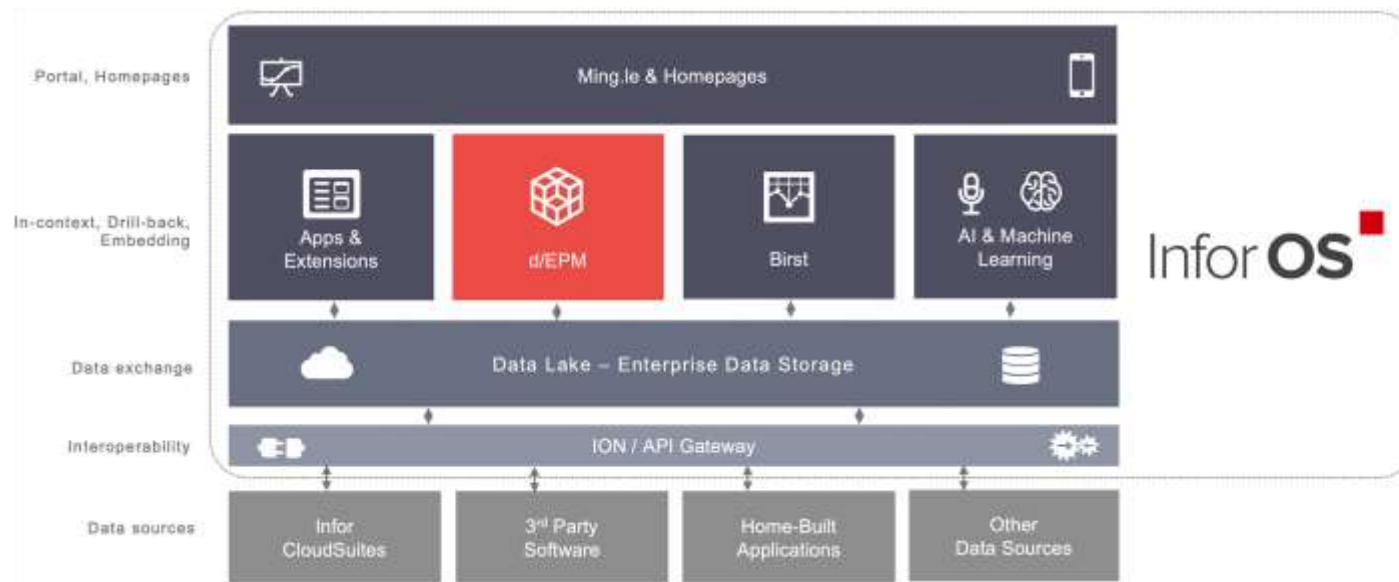 Portal, Homepages
Ming.le & Homepages
In-context, Drill-back,
Embedding
Apps &
Extensions
d/EPM
Birst
AI & Machine
Learning
Infor OS
Data exchange
Data Lake – Enterprise Data Storage
Interoperability
ION / API Gateway
Data sources
Infor
CloudSuites
3rd Party
Software
Home-Built
Applications
Other
Data Sources